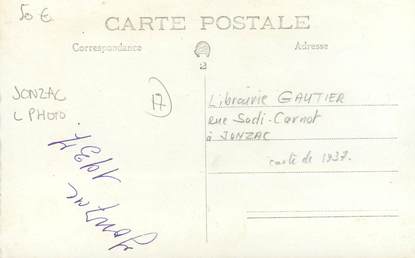 50 €
CARTE POSTALE
Correspondance
Adresse
JONZAC
L PHOTO
17
Librairie GAUTIER
rue Sadi-Carnot
à JONZAC
carte de 1937.
Jonzac
1937